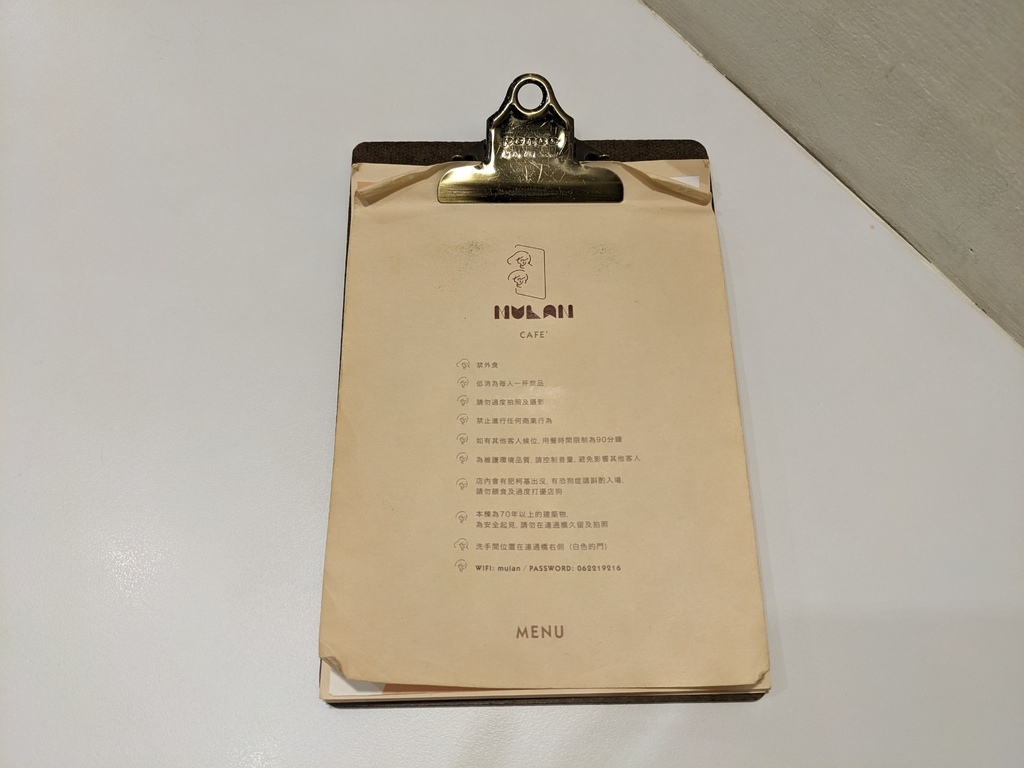 MULAN
CAFE'
禁外食
低消為每人一杯飲品
請勿過度拍照及攝影
禁止進行任何商業行為
如有其他客人候位, 用餐時間限制為90分鐘
為維護環境品質, 請控制音量, 避免影響其他客人
店內會有肥柯基出沒, 有恐狗症請斟酌入場,
請勿餵食及過度打擾店狗
本棟為70年以上的建築物,
為安全起見, 請勿在連通橋久留及拍照
洗手間位置在連通橋右側 (白色的門)
WIFI: mulan / PASSWORD: 062219216
MENU